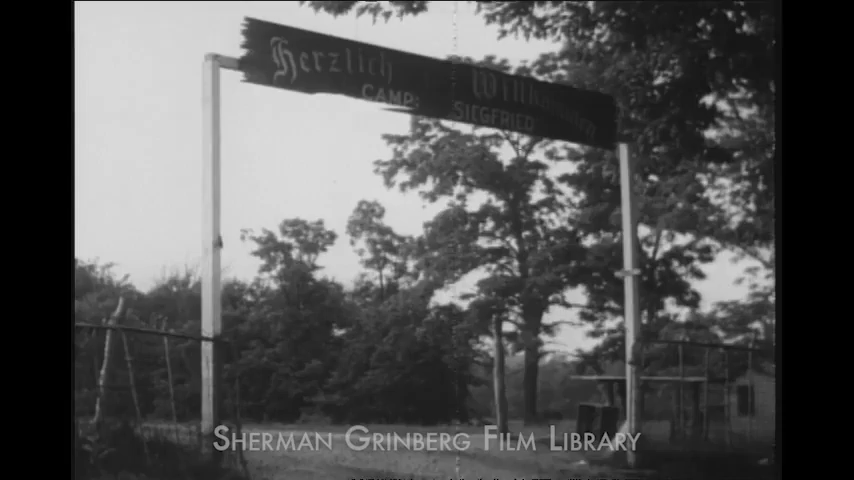 Herzlich Willkommen
CAMP SIEGFRIED
SHERMAN GRINBERG FILM LIBRARY